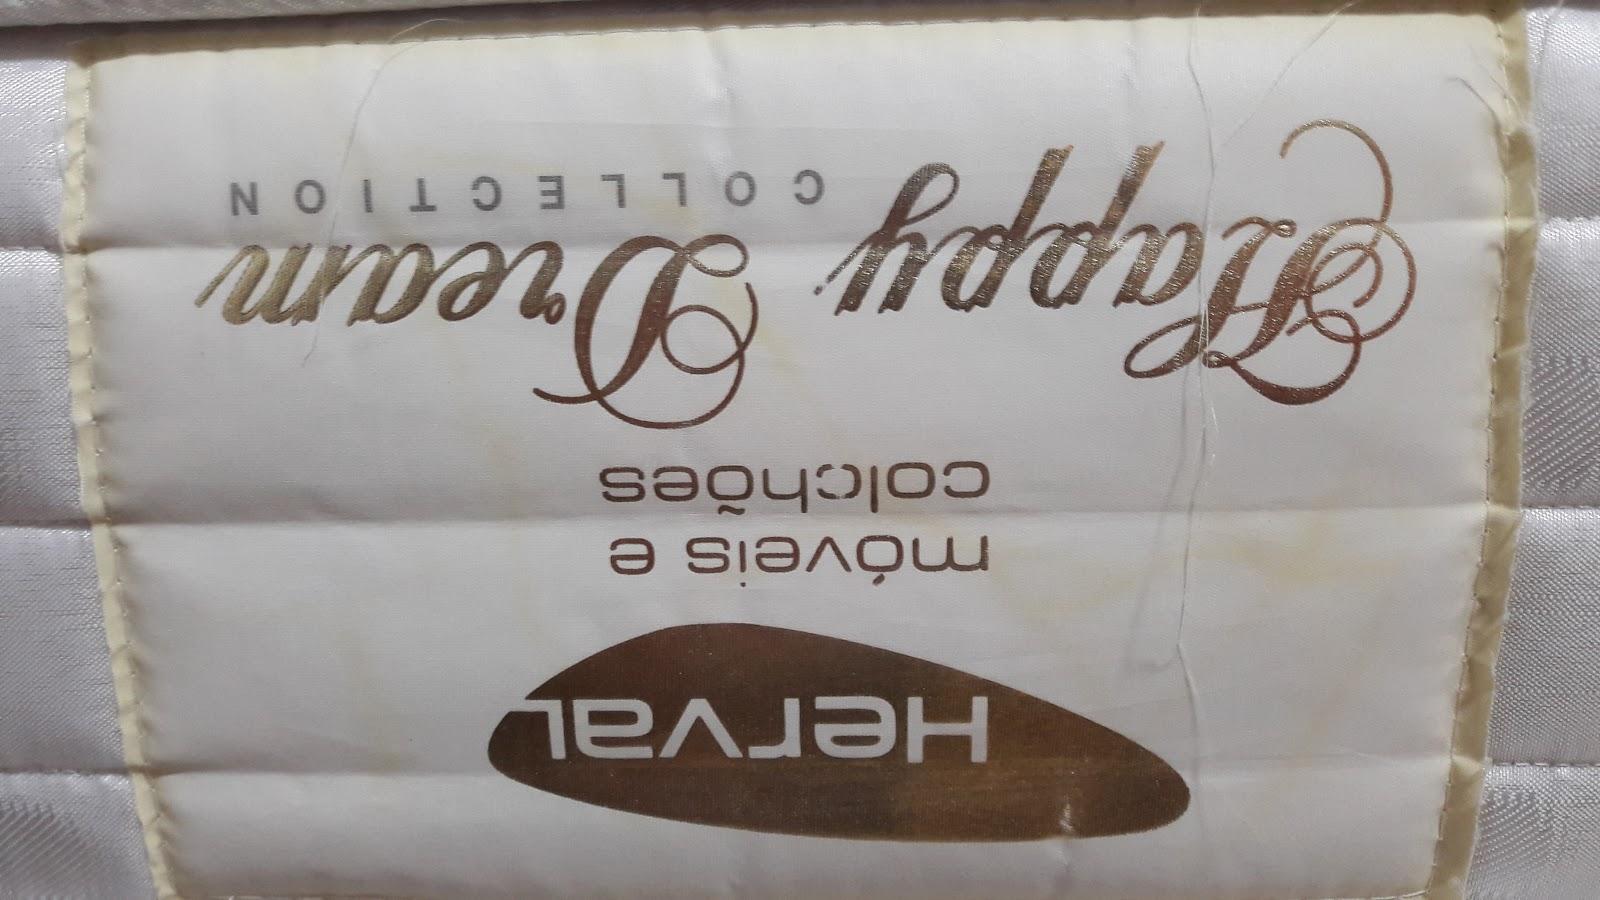 Herval
móveis e
colchões
Happy Dream
COLLECTION